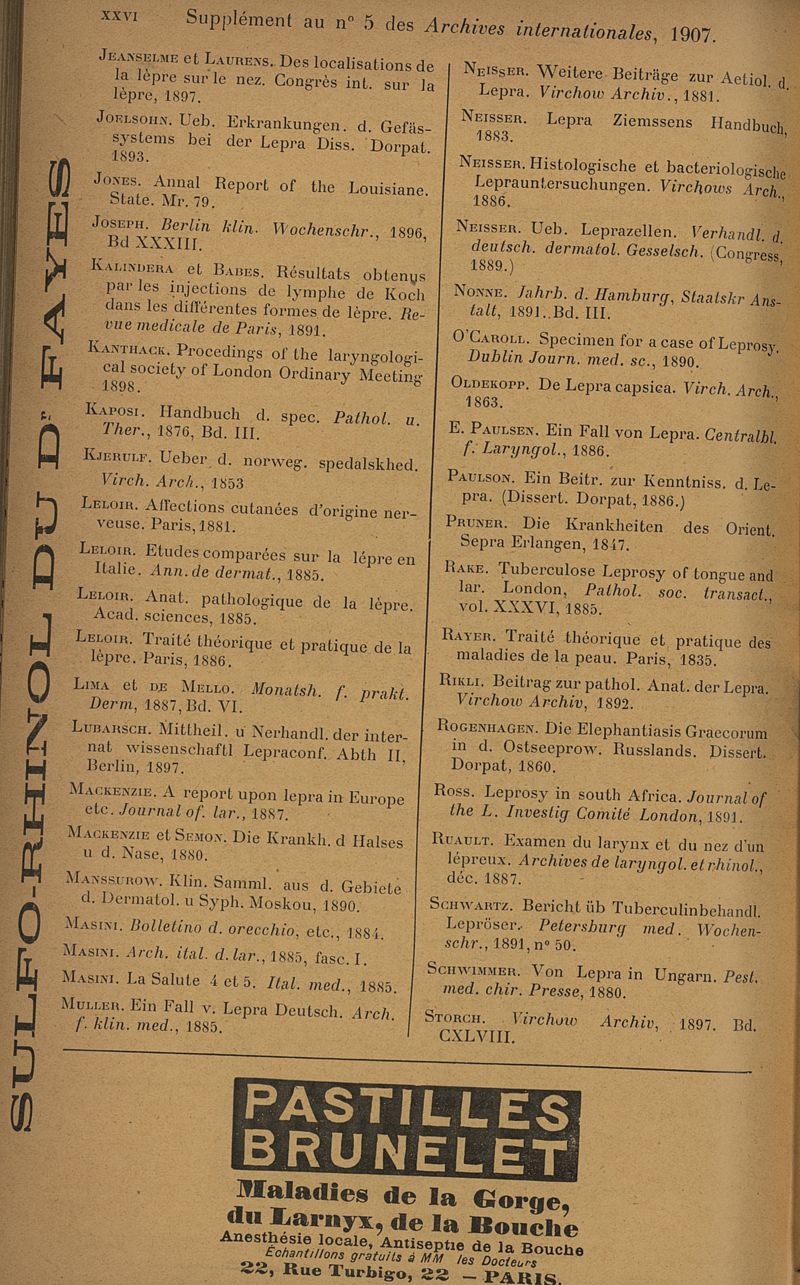 XXVI Supplément au n° 5 des Archives internationales, 1907.
JEANSELME et LAURENS. Des localisations de
la lèpre sur le nez. Congrès int. sur la
lèpre, 1897.
JOELSOHN. Ueb. Erkrankungen. d. Gefäs-
systems bei der Lepra Diss. Dorpat.
1893.
JONES. Annal Report of the Louisiane.
State. Mr. 79.
JOSEPH. Berlin klin. Wochenschr., 1896,
Bd XXXIII.
KALINDERA et BABES. Résultats obtenus
par les injections de lymphe de Koch
dans les différentes formes de lèpre. Re-
vue medicale de Paris, 1891.
KANTHACK. Procedings of the laryngologi-
cal society of London Ordinary Meeting
1898.
KAPOSI. Handbuch d. spec. Pathol. u.
Ther., 1876, Bd. III.
KJERULF. Ueber d. norweg. spedalskhed.
Virch. Arch., 1853
LELOIR. Affections cutanées d'origine ner-
veuse. Paris, 1881.
LELOIR. Etudes comparées sur la lépre en
Italie. Ann. de dermat., 1885.
LELOIR. Anat. pathologique de la lèpre.
Acad. sciences, 1885.
LELOIR. Traité théorique et pratique de la
lèpre. Paris, 1886.
LIMA et DE MELLO. Monatsh. f. prakt.
Derm, 1887, Bd. VI.
LUBARSCH. Mittheil. u Nerhandl. der inter-
nat wissenschaftl Lepraconf. Abth II,
Berlin, 1897.
MACKENZIE. A report upon lepra in Europe
etc. Journal of. lar., 1887.
MACKENZIE et SEMON. Die Krankh. d Halses
u d. Nase, 1880.
MANSSUROW. Klin. Samml. aus d. Gebiete
d. Dermatol. u Syph. Moskou, 1890.
MASINI. Bolletino d. orecchio, etc., 1884.
MASINI. Arch. ital. d. lar., 1885, fasc. I.
MASINI. La Salute 4 et 5. Ital. med., 1885.
MULLER. Ein Fall v. Lepra Deutsch. Arch.
f. klin. med., 1885.
NEISSER. Weitere Beiträge zur Aetiol. d.
Lepra. Virchow Archiv., 1881.
NEISSER. Lepra Ziemssens Handbuch,
1883.
NEISSER. Histologische et bacteriologische
Leprauntersuchungen. Virchows Arch.,
1886.
NEISSER. Ueb. Leprazellen. Verhandl. d.
deutsch. dermatol. Gesselsch. (Congress,
1889.)
NONNE. Jahrb. d. Hamburg, Staatskr Ans-
talt, 1891..Bd. III.
O'CAROLL. Specimen for a case of Leprosy.
Dublin Journ. med. sc., 1890.
OLDEKOPP. De Lepra capsica. Virch. Arch.,
1863.
E. PAULSEN. Ein Fall von Lepra. Centralbl.
f. Laryngol., 1886.
PAULSON. Ein Beitr. zur Kenntniss. d. Le-
pra. (Dissert. Dorpat, 1886.)
PRUNER. Die Krankheiten des Orient.
Sepra Erlangen, 1847.
RAKE. Tuberculose Leprosy of tongue and
lar. London, Pathol. soc. transact.,
vol. XXXVI, 1885.
RAYER. Traité théorique et pratique des
maladies de la peau. Paris, 1835.
RIKLI. Beitrag zur pathol. Anat. der Lepra.
Virchow Archiv, 1892.
ROGENHAGEN. Die Elephantiasis Graecorum
in d. Ostseeprow. Russlands. Dissert.
Dorpat, 1860.
ROSS. Leprosy in south Africa. Journal of
the L. Investig Comité London, 1891.
RUAULT. Examen du larynx et du nez d'un
lépreux. Archives de laryngol. et rhinol.,
déc. 1887.
SCHWARTZ. Bericht üb Tuberculinbehandl.
Lepröser. Petersburg med. Wochen-
schr., 1891, n° 50.
SCHWIMMER. Von Lepra in Ungarn. Pest.
med. chir. Presse, 1880.
STORCH. Virchow Archiv, 1897. Bd.
CXLVIII.
SULFO-RHINOL DU Dr FAYÈS
PASTILLES
BRUNELET
Maladies de la Gorge,
du Larnyx, de la Bouche
Anesthésie locale, Antiseptie de la Bouche
Échantillons gratuits à MM les Docteurs
22, Rue Turbigo, 22 — PARIS.